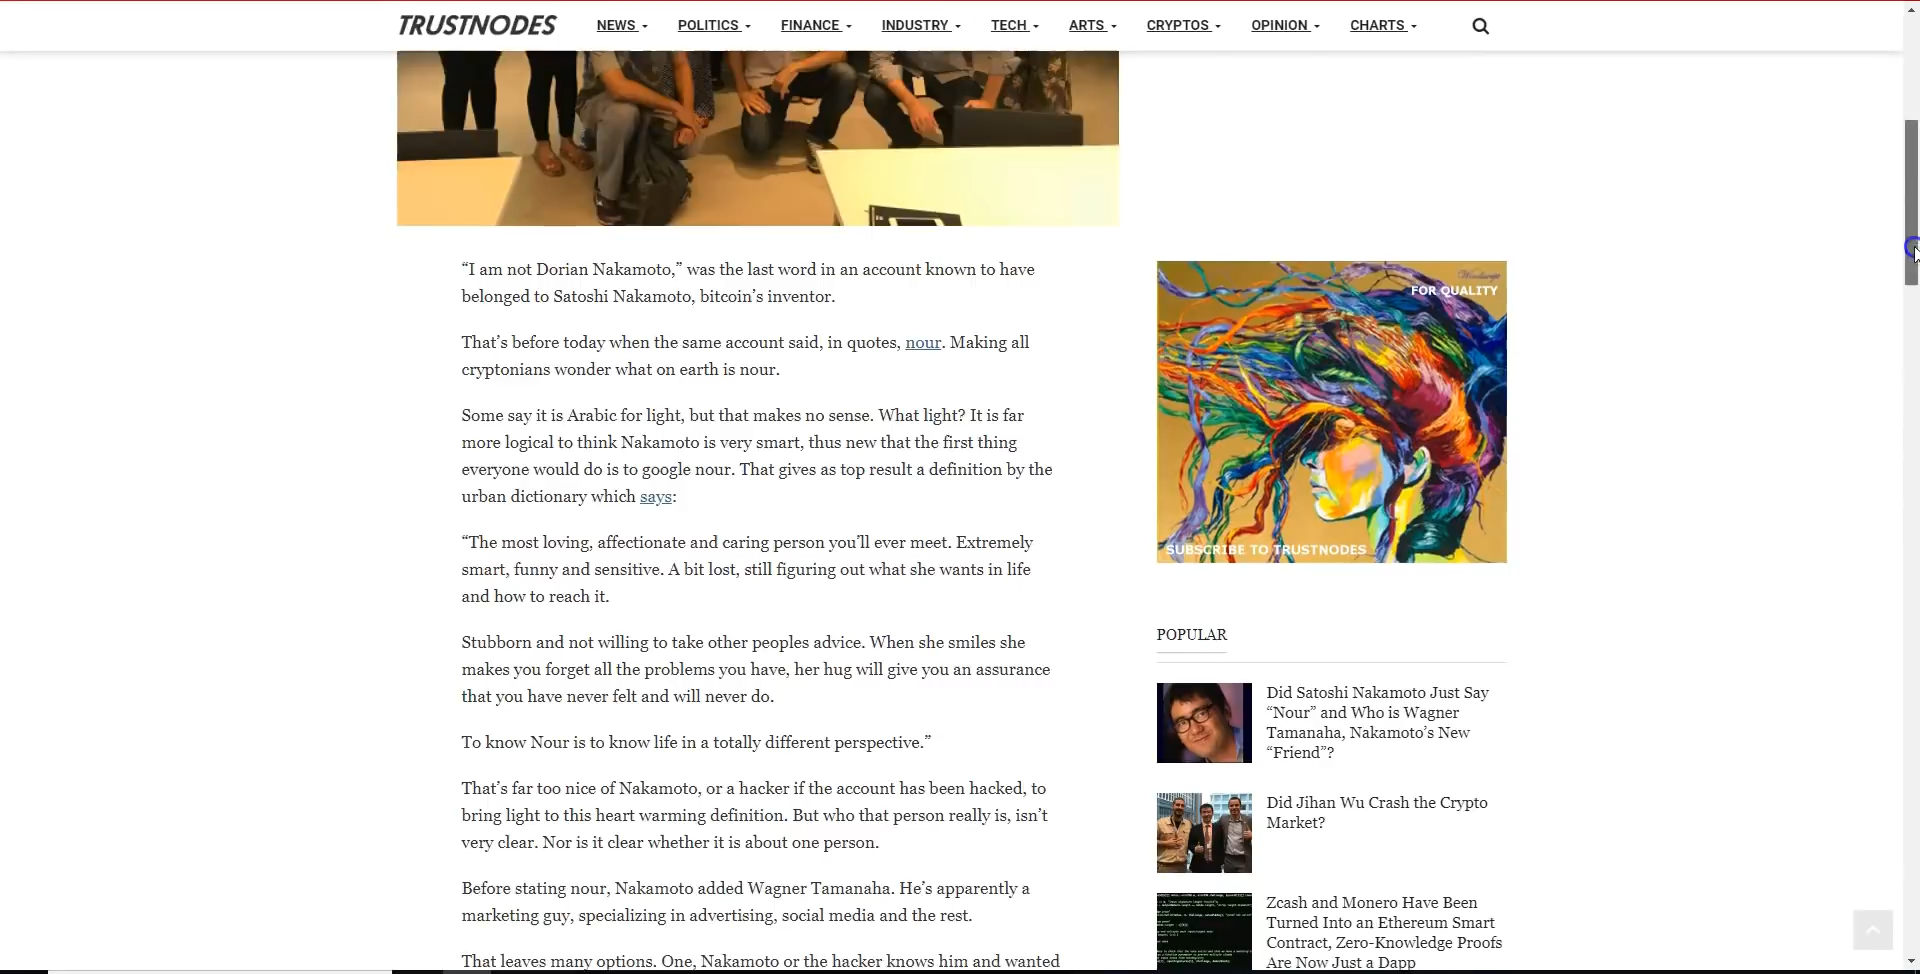 TRUSTNODES
NEWS
POLITICS
FINANCE
INDUSTRY
TECH
ARTS
CRYPTOS
OPINION
CHARTS
“I am not Dorian Nakamoto,” was the last word in an account known to have
belonged to Satoshi Nakamoto, bitcoin’s inventor.
That’s before today when the same account said, in quotes, nour. Making all
cryptonians wonder what on earth is nour.
Some say it is Arabic for light, but that makes no sense. What light? It is far
more logical to think Nakamoto is very smart, thus new that the first thing
everyone would do is to google nour. That gives as top result a definition by the
urban dictionary which says:
“The most loving, affectionate and caring person you’ll ever meet. Extremely
smart, funny and sensitive. A bit lost, still figuring out what she wants in life
and how to reach it.
Stubborn and not willing to take other peoples advice. When she smiles she
makes you forget all the problems you have, her hug will give you an assurance
that you have never felt and will never do.
To know Nour is to know life in a totally different perspective.”
That’s far too nice of Nakamoto, or a hacker if the account has been hacked, to
bring light to this heart warming definition. But who that person really is, isn’t
very clear. Nor is it clear whether it is about one person.
Before stating nour, Nakamoto added Wagner Tamanaha. He’s apparently a
marketing guy, specializing in advertising, social media and the rest.
That leaves many options. One, Nakamoto or the hacker knows him and wanted
FOR QUALITY
SUBSCRIBE TO TRUSTNODES
POPULAR
Did Satoshi Nakamoto Just Say
“Nour” and Who is Wagner
Tamanaha, Nakamoto’s New
“Friend”?
Did Jihan Wu Crash the Crypto
Market?
Zcash and Monero Have Been
Turned Into an Ethereum Smart
Contract, Zero-Knowledge Proofs
Are Now Just a Dapp